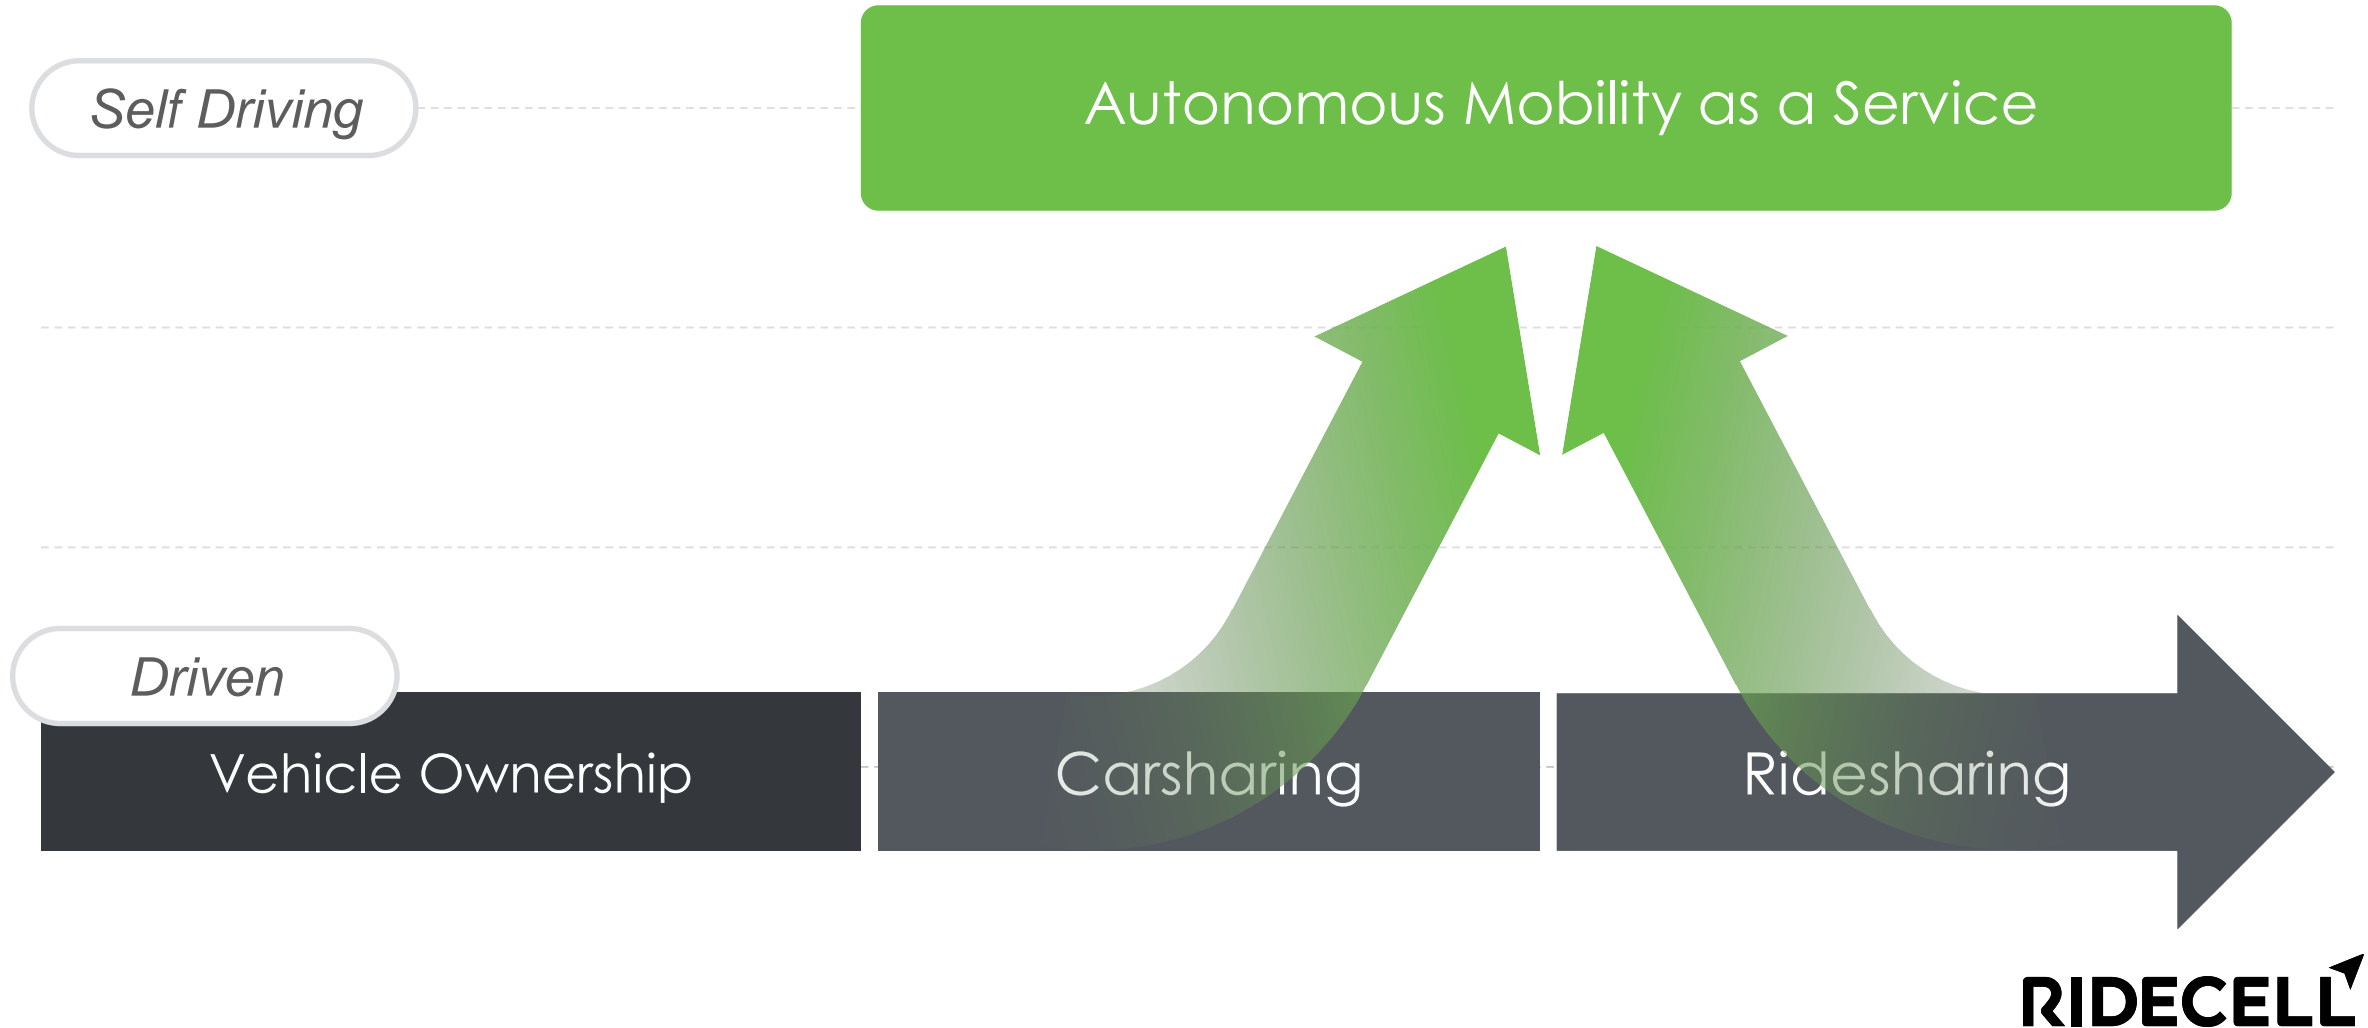 Self Driving
Autonomous Mobility as a Service
Driven
Vehicle Ownership
Carsharing
Ridesharing
RIDECELL